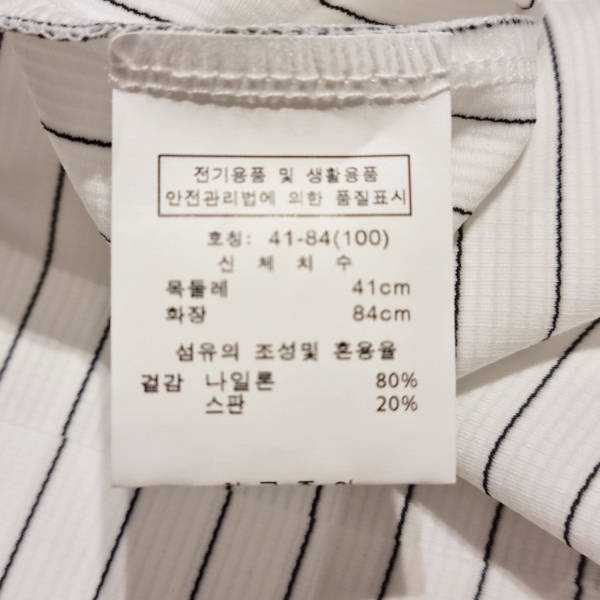 전기용품 및 생활용품
안전관리법에 의한 품질표시
호칭: 41-84(100)
신 체 치 수
목둘레 41cm
화장 84cm
섬유의 조성및 혼용율
겉감 나일론 80%
스판 20%